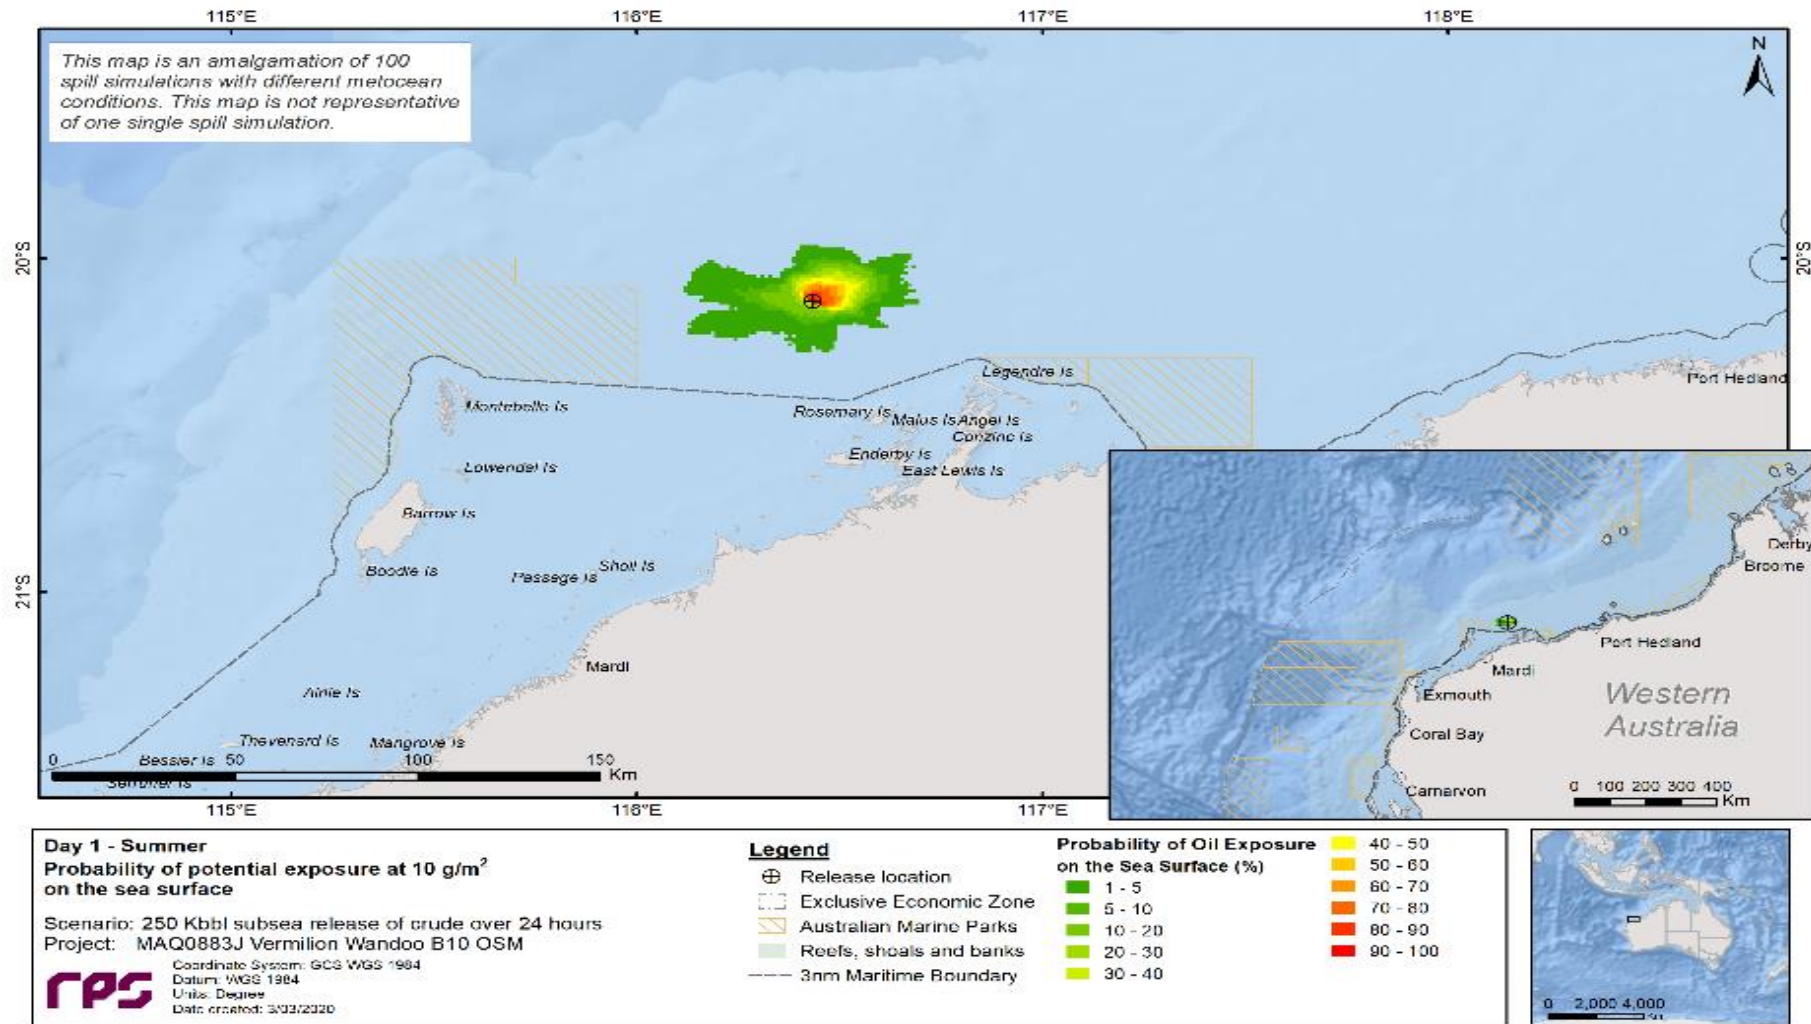 115°E 116°E 117°E 118°E
This map is an amalgamation of 100
spill simulations with different metocean
conditions. This map is not representative
of one single spill simulation.
N
20°S 20°S
Legendre Is
Port Hedland
Montebello Is
Rosemary Is
Malus Is Angel Is
Conzinc Is
Enderby Is
East Lewis Is
Lowendal Is
Barrow Is
Boodie Is
Passage Is
Sholl Is
21°S
Mardi
Airlie Is
Thevenard Is
Mangrove Is
Bessier Is
Serrurier Is
0 50 100 150
Km
Derby
Broome
Port Hedland
Mardi
Exmouth
Western
Australia
Coral Bay
Carnarvon
0 100 200 300 400
Km
115°E 116°E 117°E
Day 1 - Summer
Probability of potential exposure at 10 g/m²
on the sea surface
Scenario: 250 Kbbl subsea release of crude over 24 hours
Project: MAQ0883J Vermilion Wandoo B10 OSM
rps
Coordinate System: GCS WGS 1984
Datum: WGS 1984
Units: Degree
Date created: 3/03/2020
Legend
Release location
Exclusive Economic Zone
Australian Marine Parks
Reefs, shoals and banks
3nm Maritime Boundary
Probability of Oil Exposure
on the Sea Surface (%)
1 - 5
5 - 10
10 - 20
20 - 30
30 - 40
40 - 50
50 - 60
60 - 70
70 - 80
80 - 90
90 - 100
0 2,000 4,000
Km